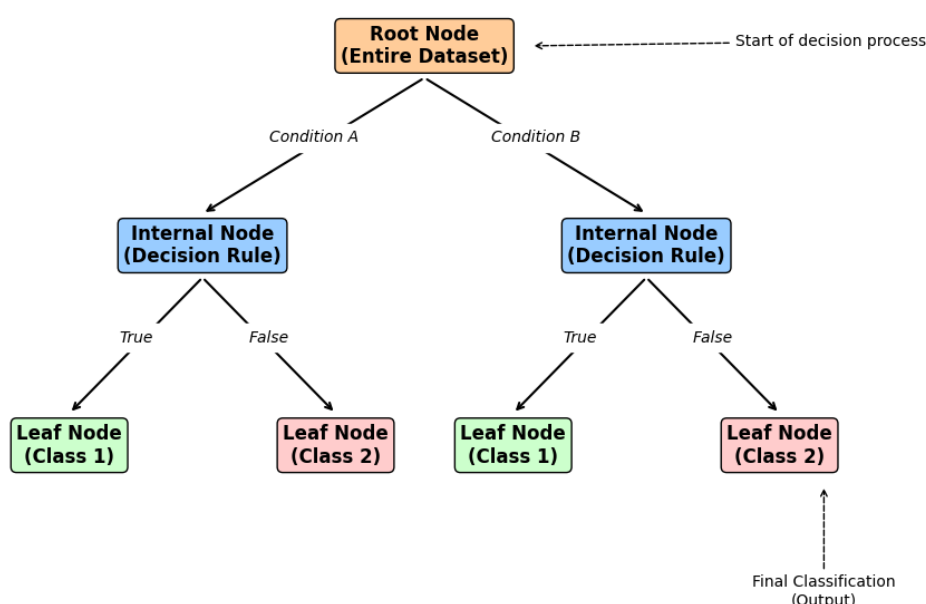 Root Node
(Entire Dataset)
Start of decision process
Condition A
Condition B
Internal Node
(Decision Rule)
Internal Node
(Decision Rule)
True
False
True
False
Leaf Node
(Class 1)
Leaf Node
(Class 2)
Leaf Node
(Class 1)
Leaf Node
(Class 2)
Final Classification
(Output)